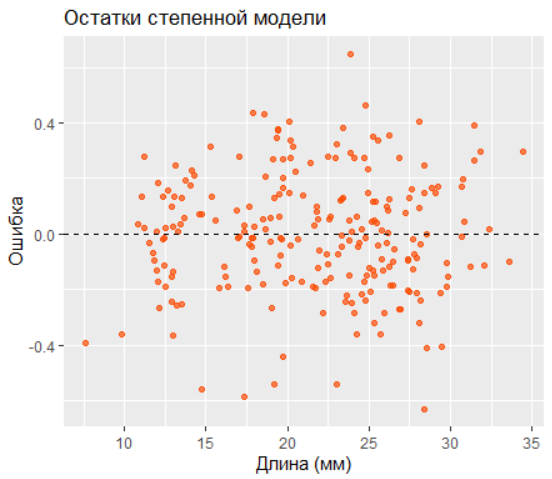 Остатки степенной модели
Ошибка
0.4
0.0
-0.4
10 15 20 25 30 35
Длина (мм)